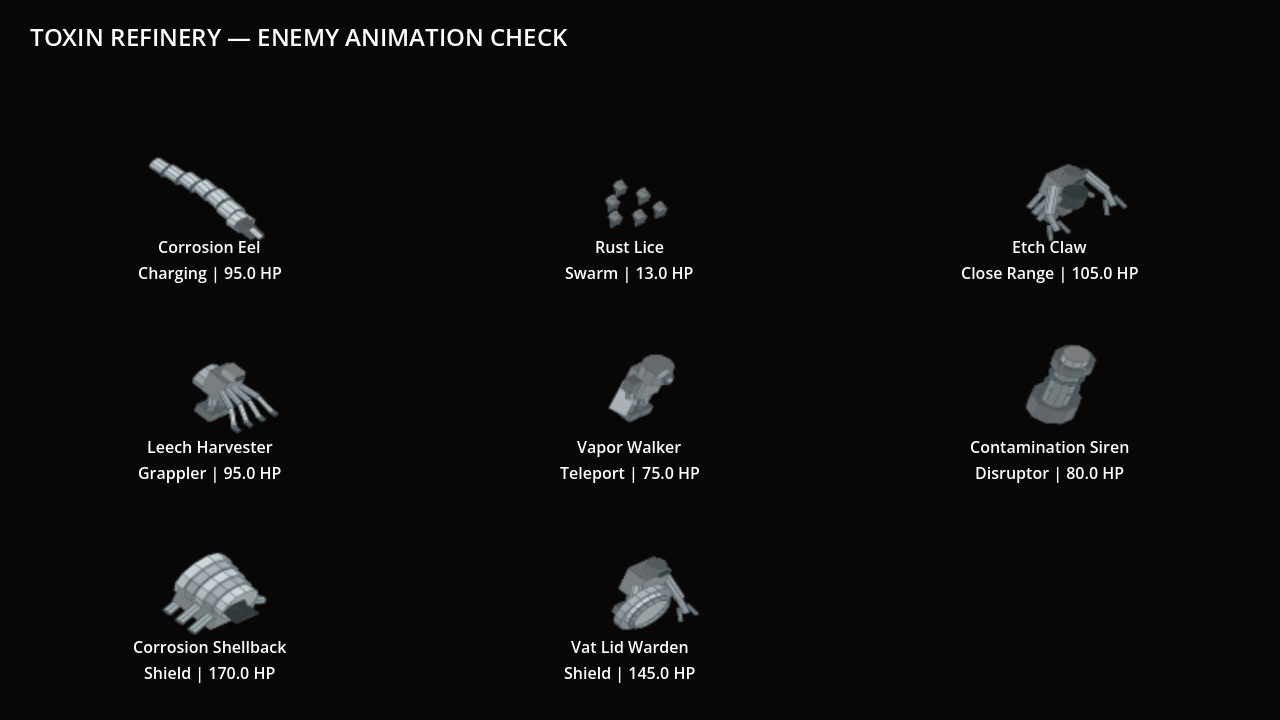 TOXIN REFINERY — ENEMY ANIMATION CHECK
Corrosion Eel
Charging | 95.0 HP
Rust Lice
Swarm | 13.0 HP
Etch Claw
Close Range | 105.0 HP
Leech Harvester
Grappler | 95.0 HP
Vapor Walker
Teleport | 75.0 HP
Contamination Siren
Disruptor | 80.0 HP
Corrosion Shellback
Shield | 170.0 HP
Vat Lid Warden
Shield | 145.0 HP